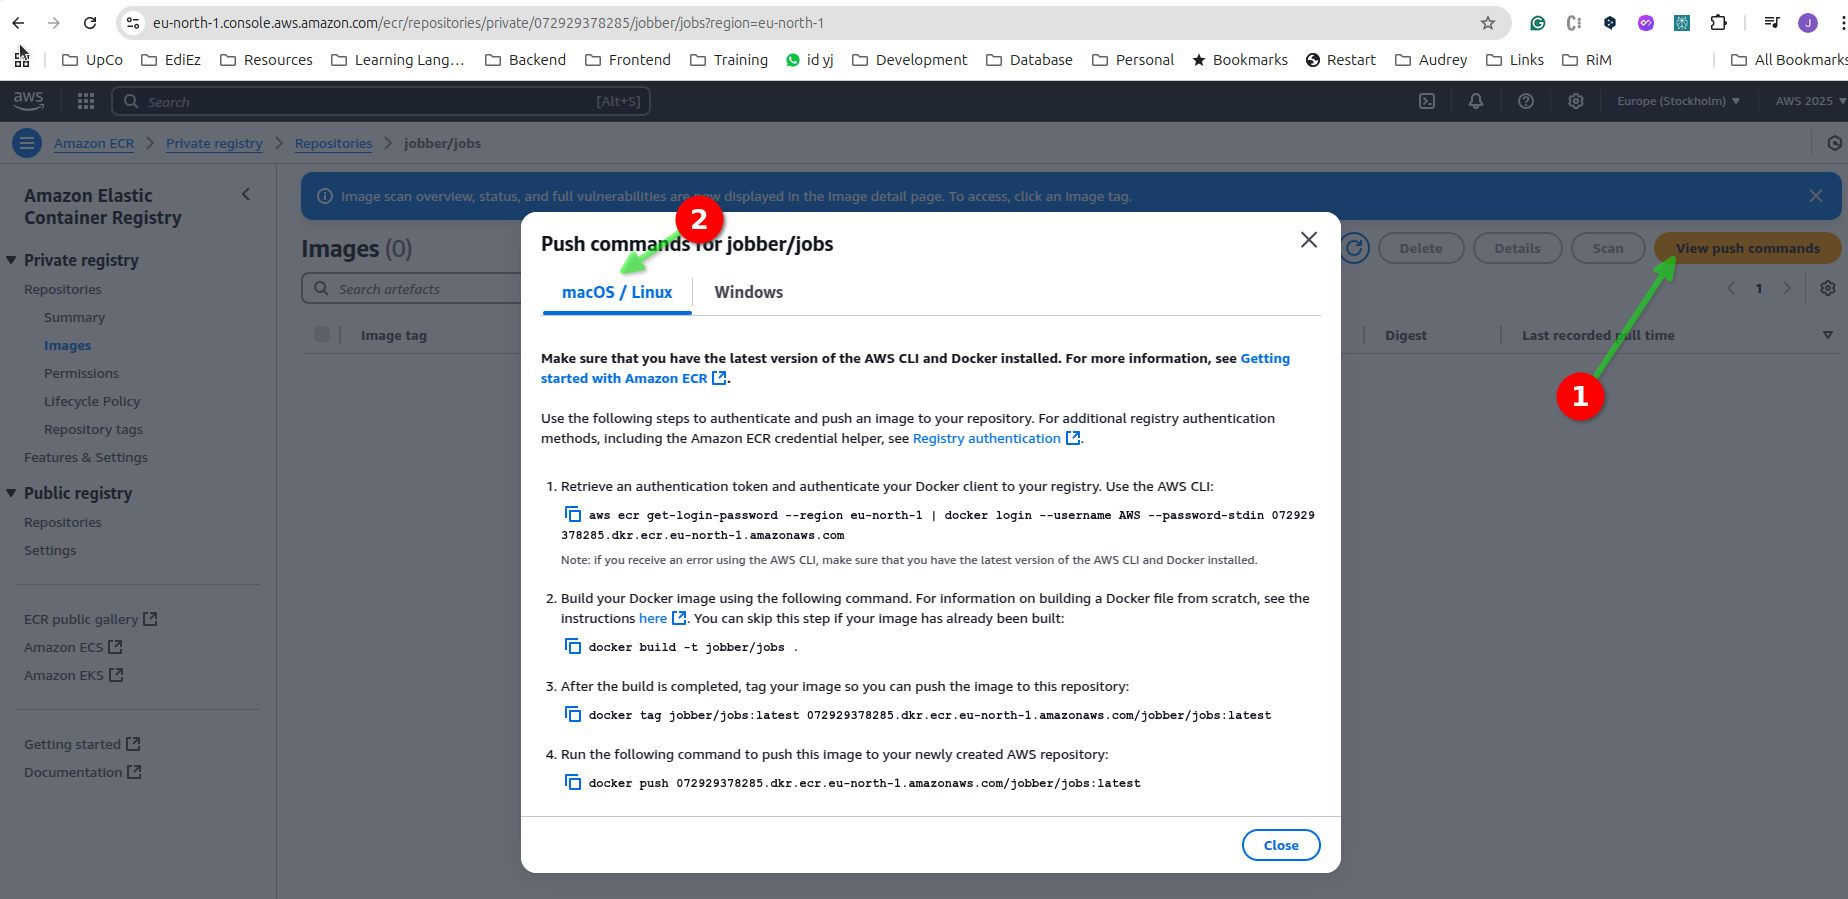 eu-north-1.console.aws.amazon.com/ecr/repositories/private/072929378285/jobber/jobs?region=eu-north-1
J
UpCo EdiEz Resources Learning Lang... Backend Frontend Training id yj Development Database Personal Bookmarks Restart Audrey Links RiM All Bookmarks
aws Search [Alt+S] Europe (Stockholm) AWS 2025
Amazon ECR Private registry Repositories jobber/jobs
Amazon Elastic
Container Registry
Private registry
Repositories
Summary
Images
Permissions
Lifecycle Policy
Repository tags
Features & Settings
Public registry
Repositories
Settings
ECR public gallery
Amazon ECS
Amazon EKS
Getting started
Documentation
Image scan overview, status, and full vulnerabilities are now displayed in the Image detail page. To access, click an image tag.
Images (0)
Delete Details Scan View push commands
Search artefacts
1
Image tag Digest Last recorded pull time
1
2
Push commands for jobber/jobs
macOS / Linux Windows
Make sure that you have the latest version of the AWS CLI and Docker installed. For more information, see Getting
started with Amazon ECR .
Use the following steps to authenticate and push an image to your repository. For additional registry authentication
methods, including the Amazon ECR credential helper, see Registry authentication .
1. Retrieve an authentication token and authenticate your Docker client to your registry. Use the AWS CLI:
aws ecr get-login-password --region eu-north-1 | docker login --username AWS --password-stdin 072929
378285.dkr.ecr.eu-north-1.amazonaws.com
Note: if you receive an error using the AWS CLI, make sure that you have the latest version of the AWS CLI and Docker installed.
2. Build your Docker image using the following command. For information on building a Docker file from scratch, see the
instructions here . You can skip this step if your image has already been built:
docker build -t jobber/jobs .
3. After the build is completed, tag your image so you can push the image to this repository:
docker tag jobber/jobs:latest 072929378285.dkr.ecr.eu-north-1.amazonaws.com/jobber/jobs:latest
4. Run the following command to push this image to your newly created AWS repository:
docker push 072929378285.dkr.ecr.eu-north-1.amazonaws.com/jobber/jobs:latest
Close